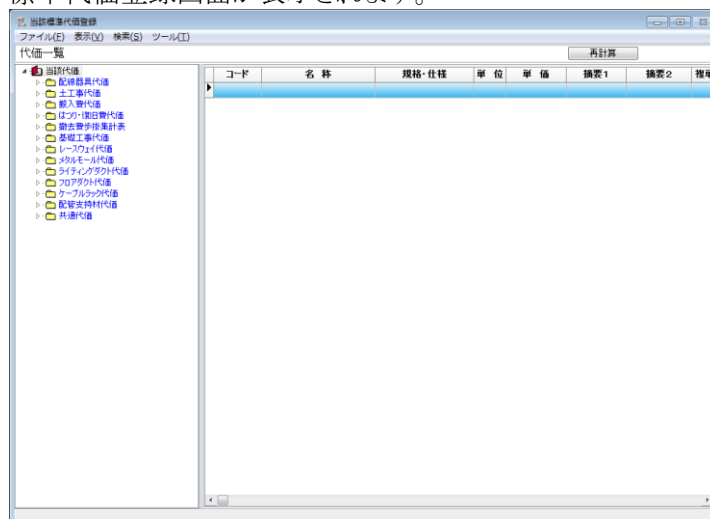 標準代価登録画面が表示されます。
当該標準代価登録
ファイル(F) 表示(V) 検索(S) ツール(T)
代価一覧 再計算
当該代価
配線器具代価
土工事代価
搬入費代価
はつり・復旧費代価
撤去費歩掛集計表
基礎工事代価
レースウェイ代価
メタルモール代価
ライティングダクト代価
フロアダクト代価
ケーブルラック代価
配管支持材代価
共通代価
コード 名 称 規格・仕様 単 位 単 価 摘要1 摘要2 複単